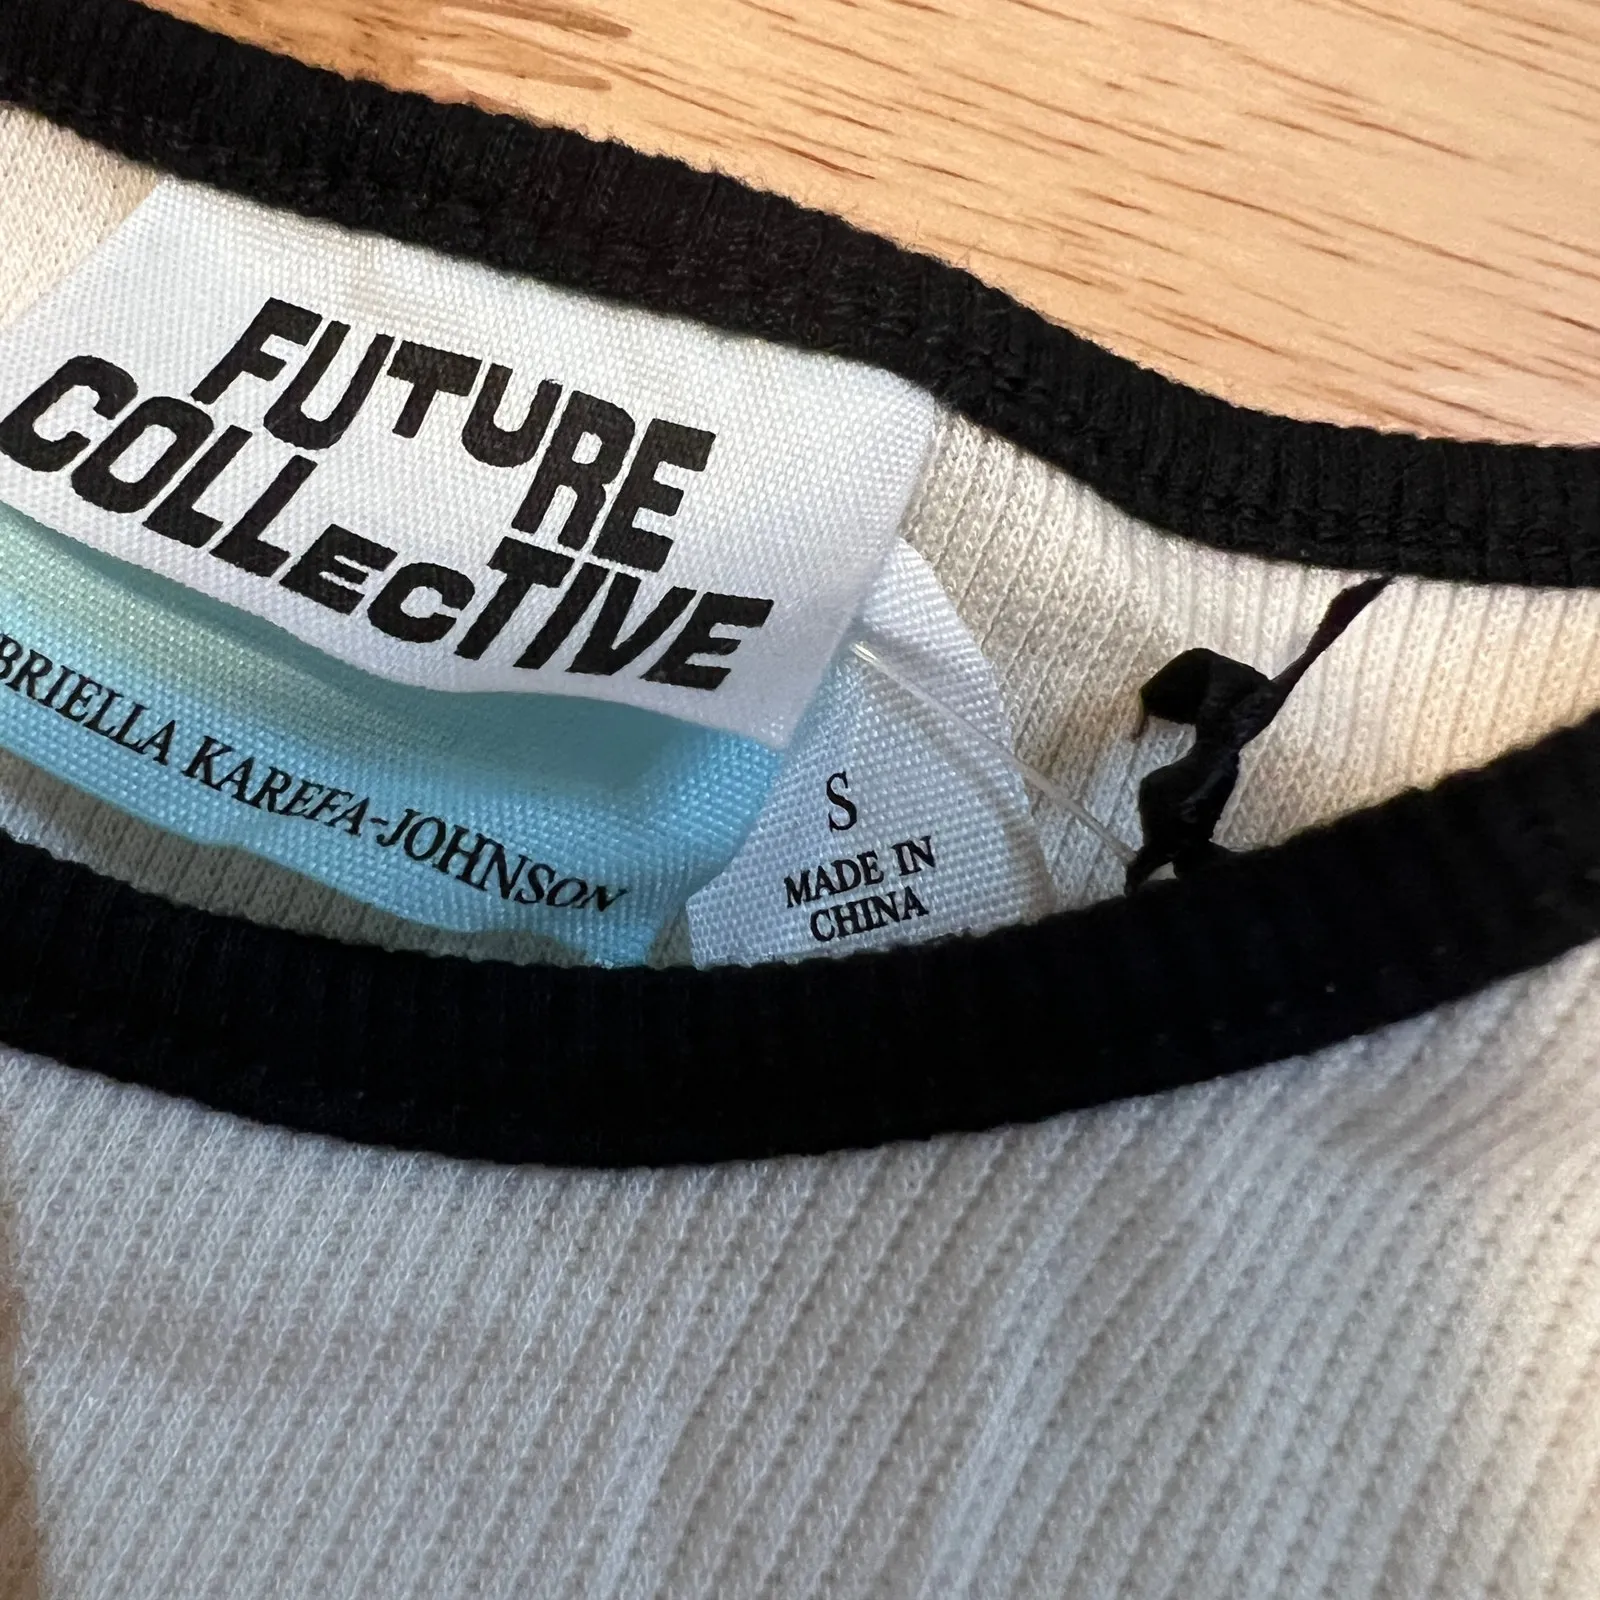 FUTURE
COLLECTIVE
BRIELLA KAREFA-JOHNSON
S
MADE IN
CHINA